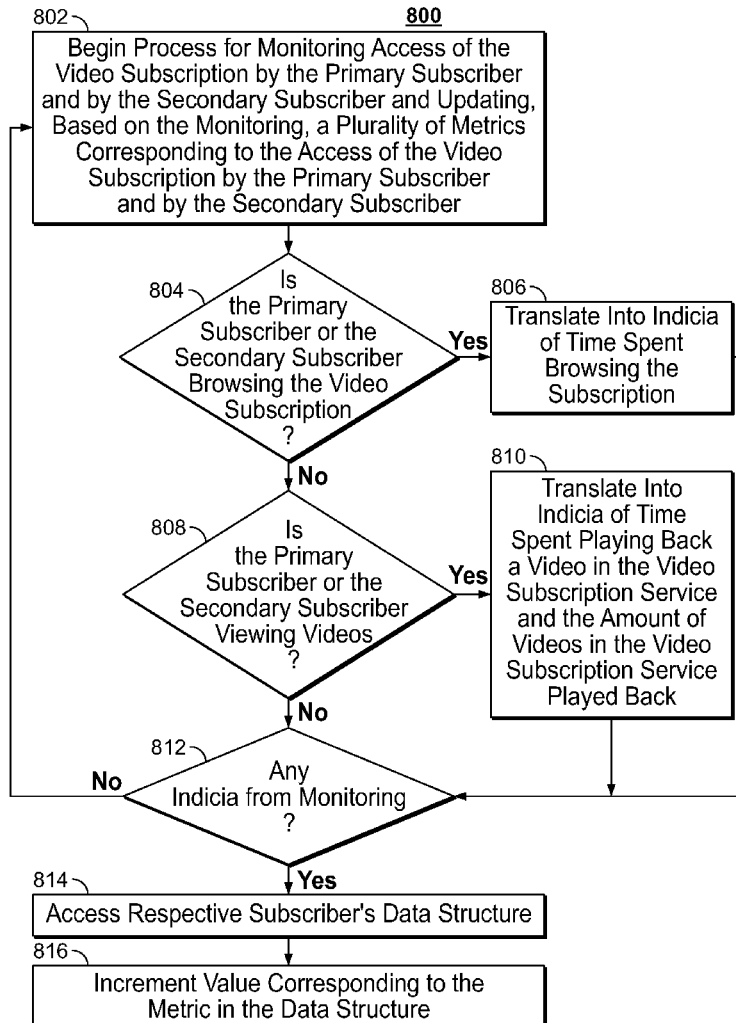 802
800
Begin Process for Monitoring Access of the
Video Subscription by the Primary Subscriber
and by the Secondary Subscriber and Updating,
Based on the Monitoring, a Plurality of Metrics
Corresponding to the Access of the Video
Subscription by the Primary Subscriber
and by the Secondary Subscriber
804
Is
the Primary
Subscriber or the
Secondary Subscriber
Browsing the Video
Subscription
?
Yes
806
Translate Into Indicia
of Time Spent
Browsing the
Subscription
No
808
Is
the Primary
Subscriber or the
Secondary Subscriber
Viewing Videos
?
Yes
810
Translate Into
Indicia of Time
Spent Playing Back
a Video in the Video
Subscription Service
and the Amount of
Videos in the Video
Subscription Service
Played Back
No
812
Any
Indicia from Monitoring
?
No
Yes
814
Access Respective Subscriber's Data Structure
816
Increment Value Corresponding to the
Metric in the Data Structure